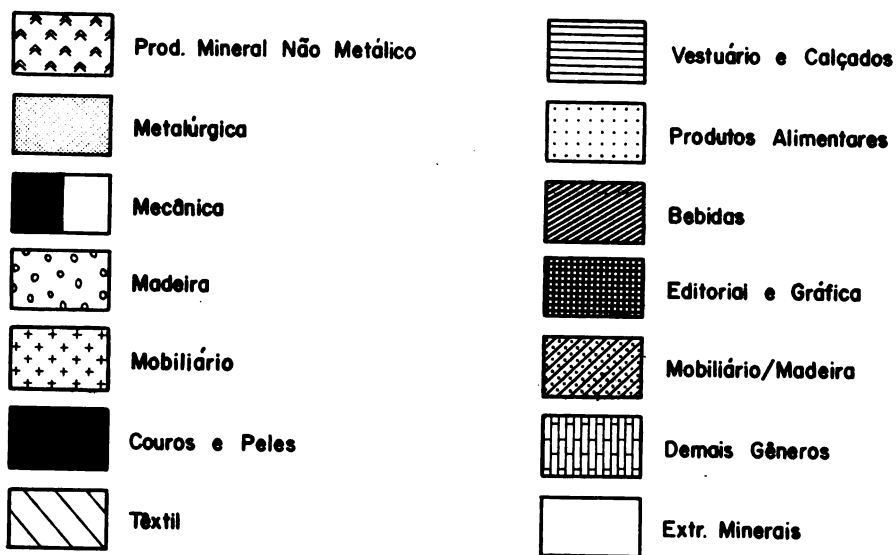 Prod. Mineral Não Metálico
Metalúrgica
Mecânica
Madeira
Mobiliário
Couros e Peles
Têxtil
Vestuário e Calçados
Produtos Alimentares
Bebidas
Editorial e Gráfica
Mobiliário/Madeira
Demais Gêneros
Extr. Minerais